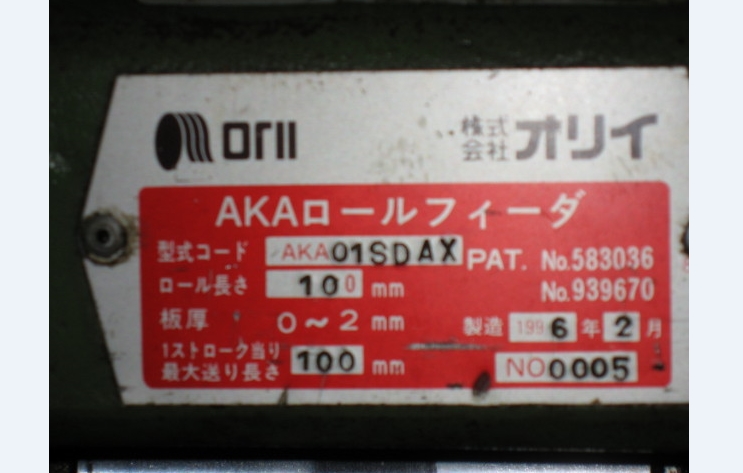 orii 株式会社オリイ
AKAロールフィーダ
型式コード AKA01SDAX PAT. No.583036
ロール長さ 100 mm No.939670
板厚 0～2 mm 製造 1996年2月
1ストローク当り
最大送り長さ 100 mm NO0005